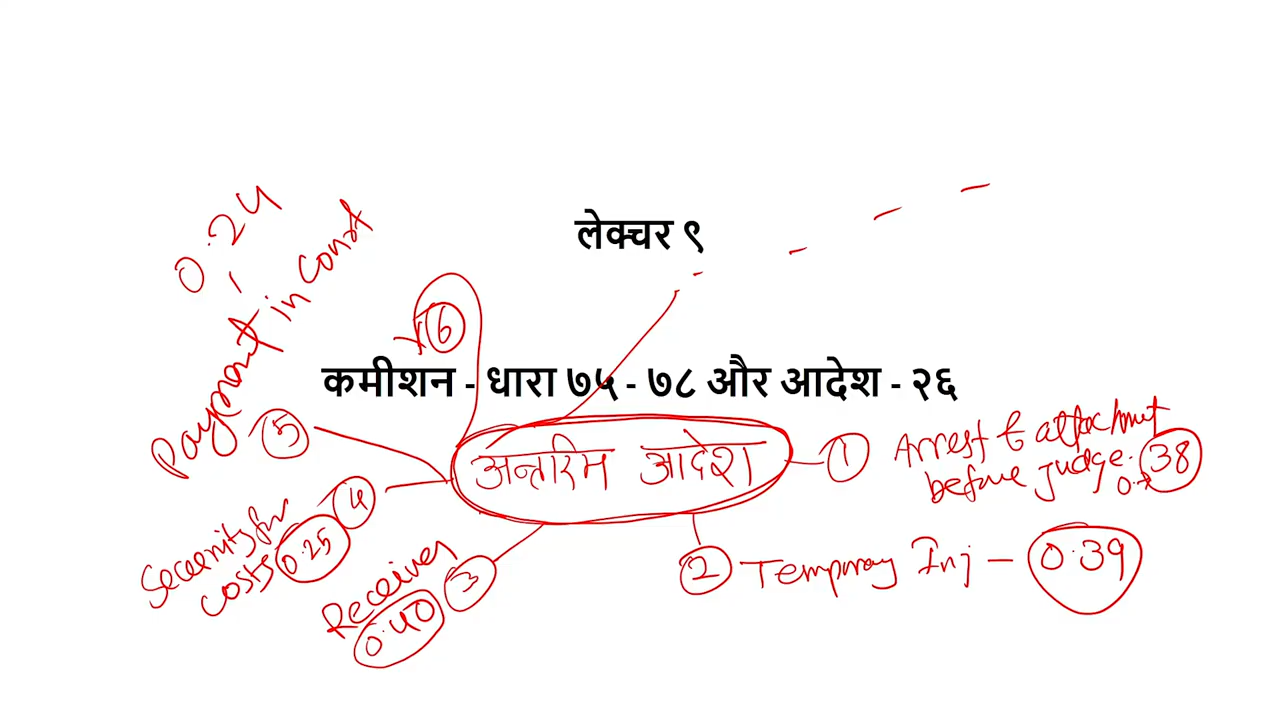 लेक्चर ९
कमीशन - धारा ७५ - ७८ और आदेश - २६
अन्तरिम आदेश
1 Arrest & attachment
before judge.
O. 38
2 Temporay Inj - 0.39
3
Receiver
0.40
4
Security for
costs 0.25
5
Payment in Court
0.24
6